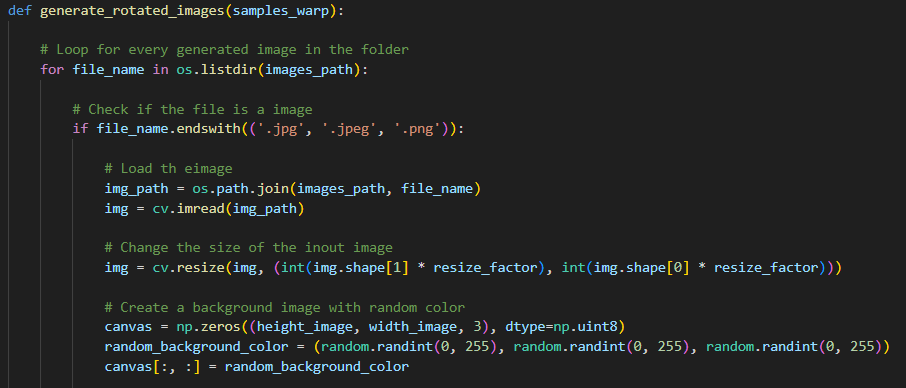 def generate_rotated_images(samples_warp):
# Loop for every generated image in the folder
for file_name in os.listdir(images_path):
# Check if the file is a image
if file_name.endswith(('.jpg', '.jpeg', '.png')):
# Load th eimage
img_path = os.path.join(images_path, file_name)
img = cv.imread(img_path)
# Change the size of the inout image
img = cv.resize(img, (int(img.shape[1] * resize_factor), int(img.shape[0] * resize_factor)))
# Create a background image with random color
canvas = np.zeros((height_image, width_image, 3), dtype=np.uint8)
random_background_color = (random.randint(0, 255), random.randint(0, 255), random.randint(0, 255))
canvas[:, :] = random_background_color